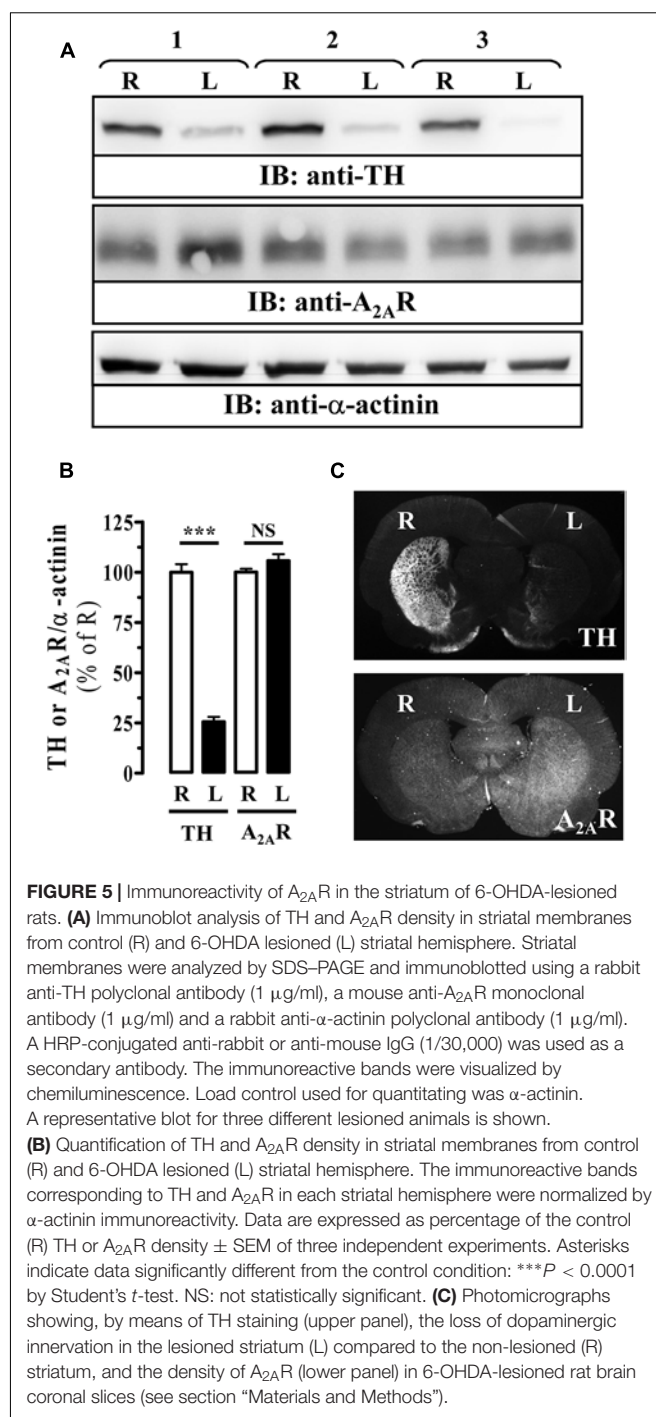 A
1 2 3
R L R L R L
IB: anti-TH
IB: anti-A2AR
IB: anti-α-actinin
B
TH or A2AR/α-actinin
(% of R)
125
100
75
50
25
0
*** NS
R L R L
TH A2AR
C
R L
TH
R L
A2AR
FIGURE 5 | Immunoreactivity of A2AR in the striatum of 6-OHDA-lesioned
rats. (A) Immunoblot analysis of TH and A2AR density in striatal membranes
from control (R) and 6-OHDA lesioned (L) striatal hemisphere. Striatal
membranes were analyzed by SDS–PAGE and immunoblotted using a rabbit
anti-TH polyclonal antibody (1 μg/ml), a mouse anti-A2AR monoclonal
antibody (1 μg/ml) and a rabbit anti-α-actinin polyclonal antibody (1 μg/ml).
A HRP-conjugated anti-rabbit or anti-mouse IgG (1/30,000) was used as a
secondary antibody. The immunoreactive bands were visualized by
chemiluminescence. Load control used for quantitating was α-actinin.
A representative blot for three different lesioned animals is shown.
(B) Quantification of TH and A2AR density in striatal membranes from control
(R) and 6-OHDA lesioned (L) striatal hemisphere. The immunoreactive bands
corresponding to TH and A2AR in each striatal hemisphere were normalized by
α-actinin immunoreactivity. Data are expressed as percentage of the control
(R) TH or A2AR density ± SEM of three independent experiments. Asterisks
indicate data significantly different from the control condition: ***P < 0.0001
by Student's t-test. NS: not statistically significant. (C) Photomicrographs
showing, by means of TH staining (upper panel), the loss of dopaminergic
innervation in the lesioned striatum (L) compared to the non-lesioned (R)
striatum, and the density of A2AR (lower panel) in 6-OHDA-lesioned rat brain
coronal slices (see section "Materials and Methods").